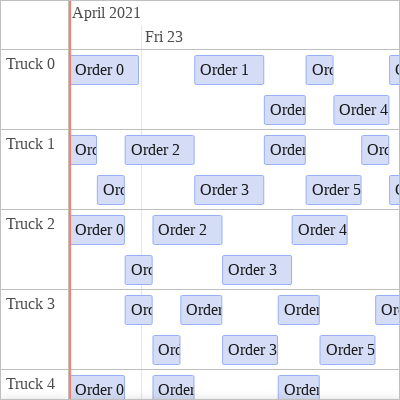 April 2021
Fri 23
Truck 0
Order 0
Order 1
Orc
Order
Order 4
Truck 1
Orc
Order 2
Order
Orc
Orc
Order 3
Order 5
Truck 2
Order 0
Order 2
Order 4
Orc
Order 3
Truck 3
Orc
Order
Order
Ord
Orc
Order 3
Order 5
Truck 4
Order 0
Order
Order